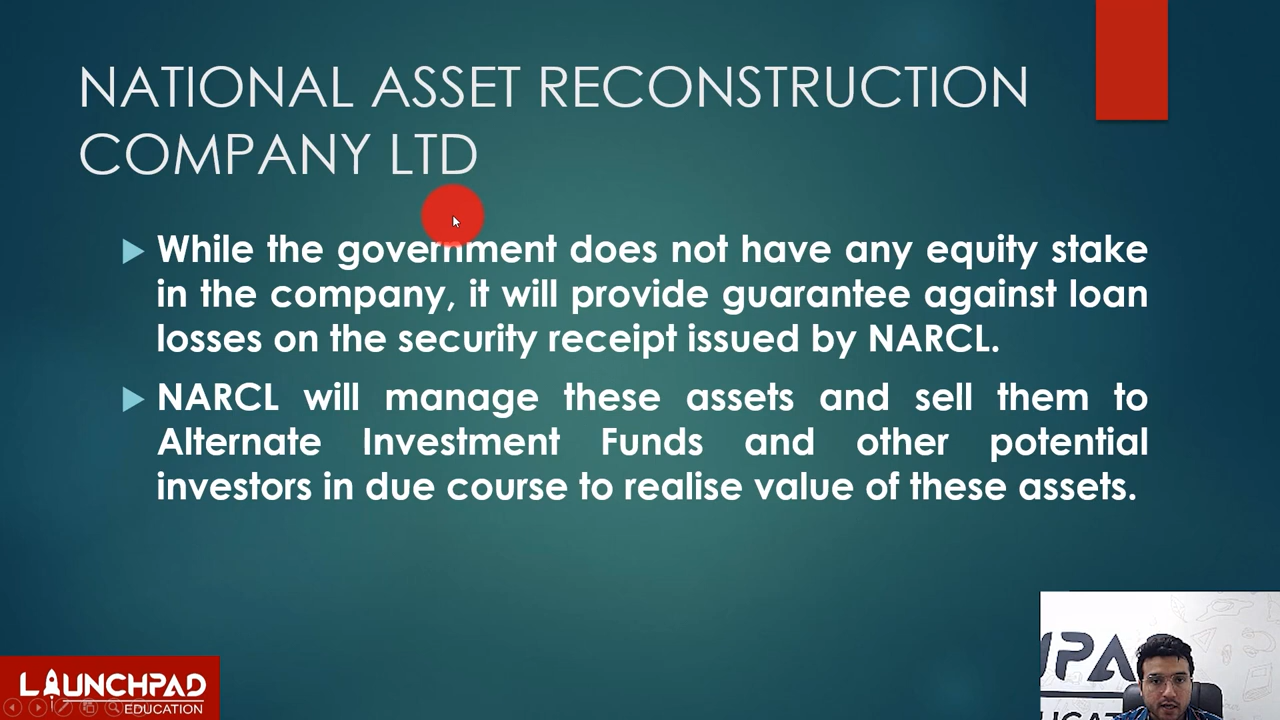 NATIONAL ASSET RECONSTRUCTION
COMPANY LTD
While the government does not have any equity stake
in the company, it will provide guarantee against loan
losses on the security receipt issued by NARCL.
NARCL will manage these assets and sell them to
Alternate Investment Funds and other potential
investors in due course to realise value of these assets.
LAUNCHPAD
EDUCATION